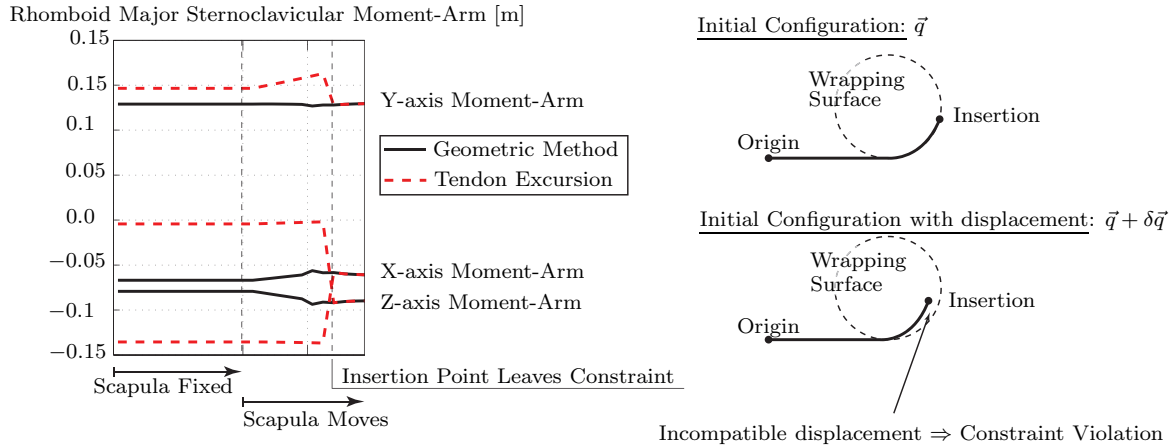 Rhomboid Major Sternoclavicular Moment-Arm [m]
0.15
0.15
0.1
0.05
0.0
−0.05
−0.1
−0.15
Y-axis Moment-Arm
Geometric Method
Tendon Excursion
X-axis Moment-Arm
Z-axis Moment-Arm
Scapula Fixed
Insertion Point Leaves Constraint
Scapula Moves
Initial Configuration: q⃗
Wrapping
Surface
Insertion
Origin
Initial Configuration with displacement: q⃗ + δq⃗
Wrapping
Surface
Insertion
Origin
Incompatible displacement ⇒ Constraint Violation